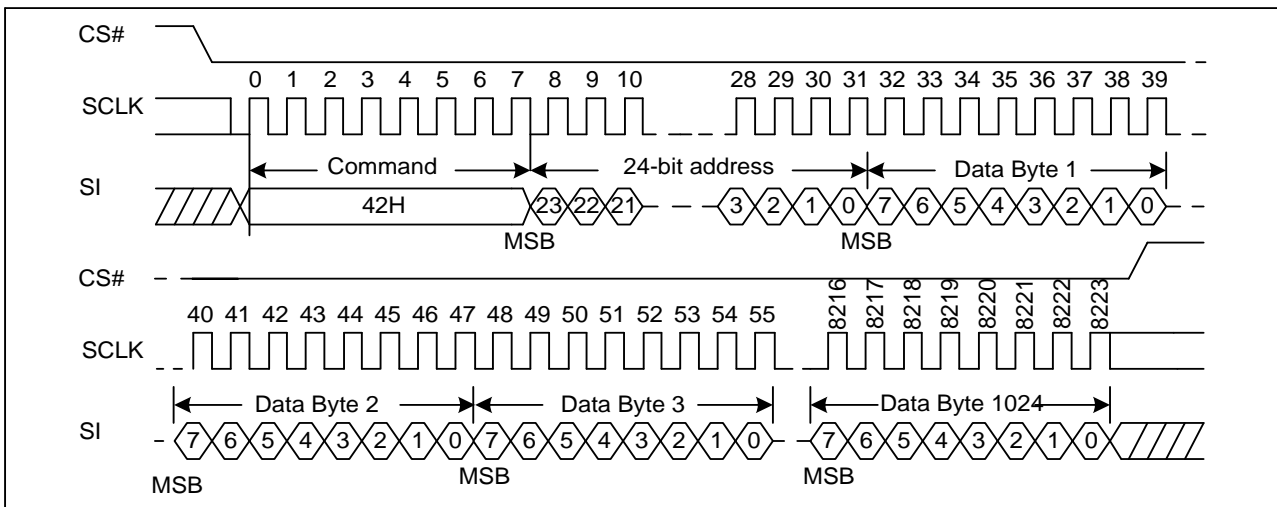 CS#
0 1 2 3 4 5 6 7 8 9 10 28 29 30 31 32 33 34 35 36 37 38 39
SCLK
Command 24-bit address Data Byte 1
SI
42H 23 22 21 3 2 1 0 7 6 5 4 3 2 1 0
MSB MSB
CS#
40 41 42 43 44 45 46 47 48 49 50 51 52 53 54 55 8216 8217 8218 8219 8220 8221 8222 8223
SCLK
Data Byte 2 Data Byte 3 Data Byte 1024
SI
7 6 5 4 3 2 1 0 7 6 5 4 3 2 1 0 7 6 5 4 3 2 1 0
MSB MSB MSB